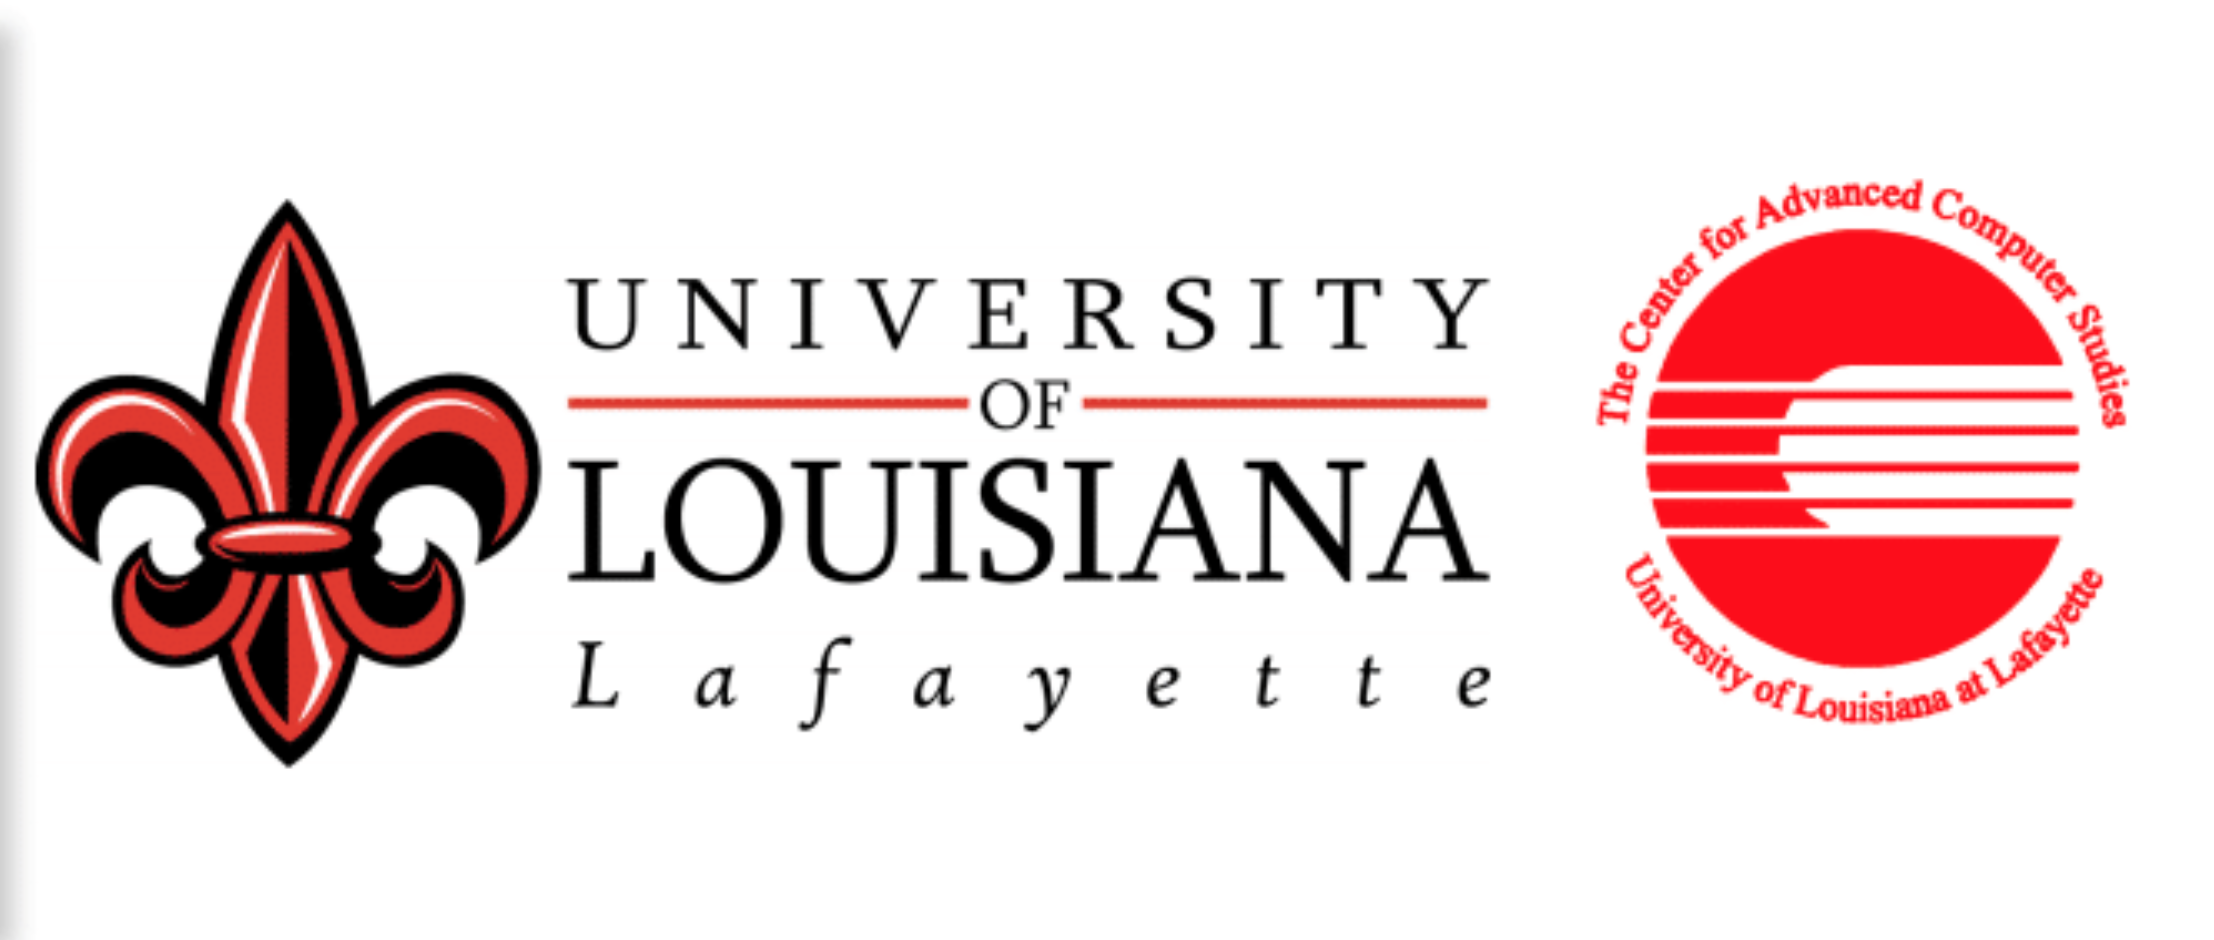 UNIVERSITY
OF
LOUISIANA
Lafayette
The Center for Advanced Computer Studies
University of Louisiana at Lafayette